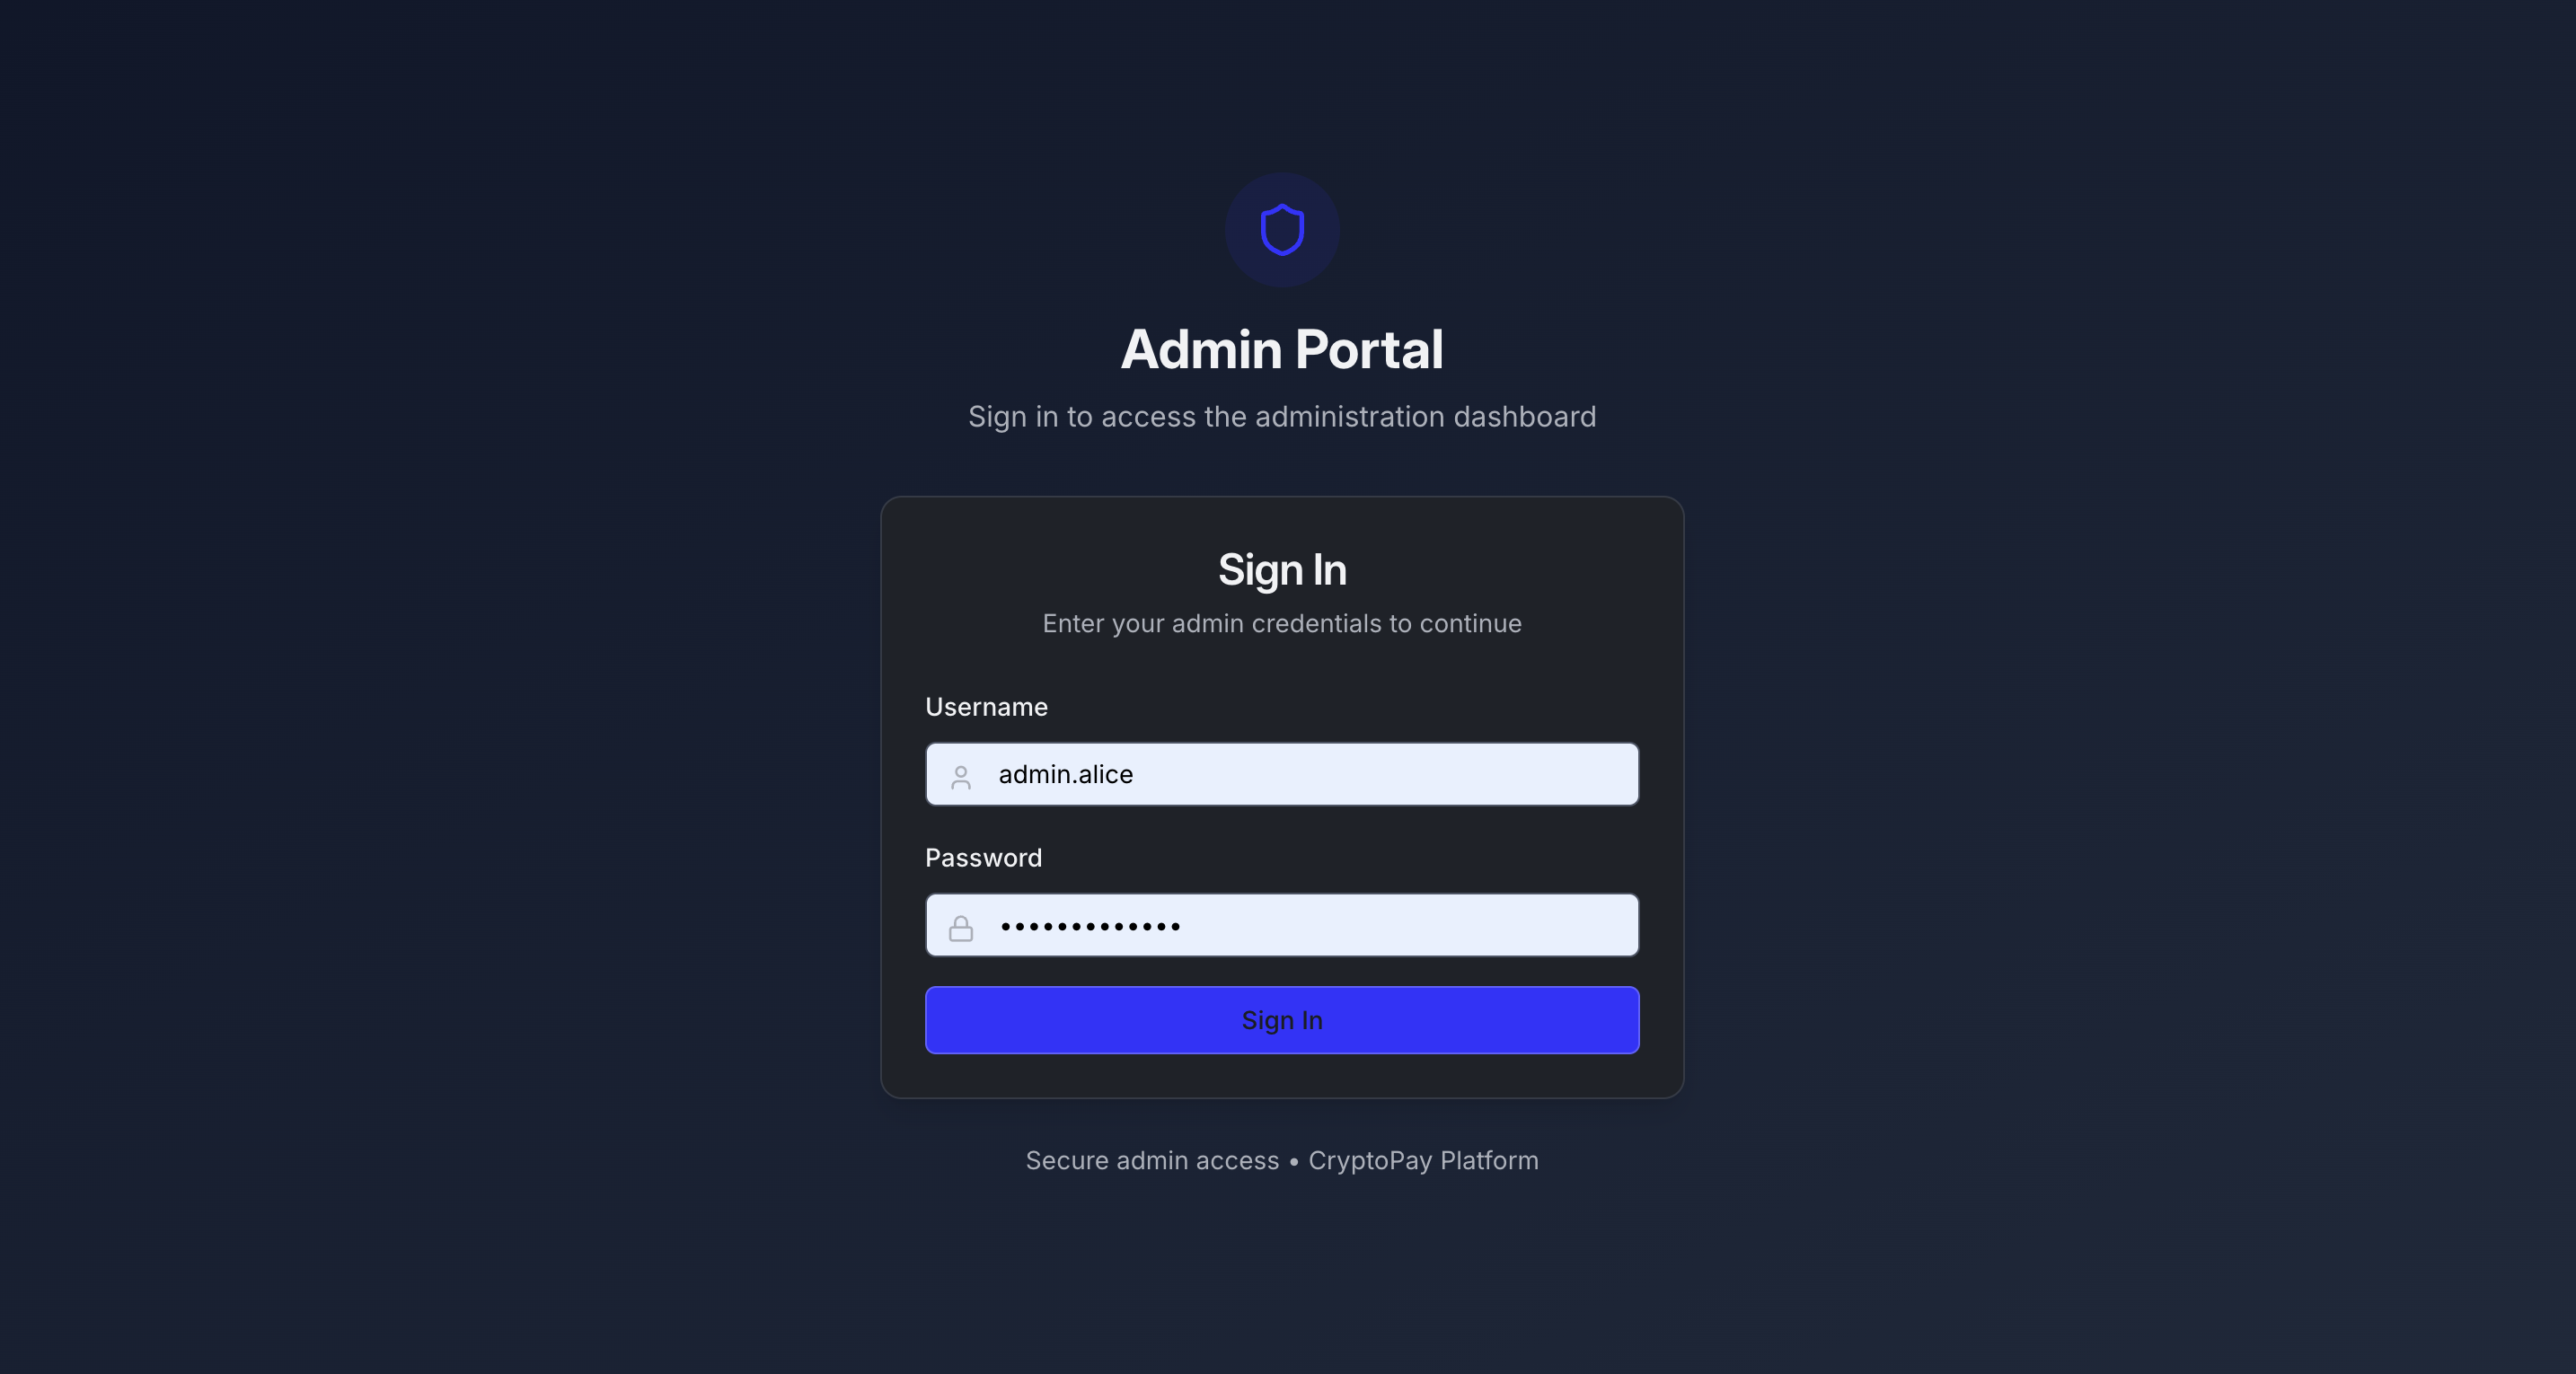 Admin Portal
Sign in to access the administration dashboard
Sign In
Enter your admin credentials to continue
Username
admin.alice
Password
•••••••••••••
Sign In
Secure admin access • CryptoPay Platform